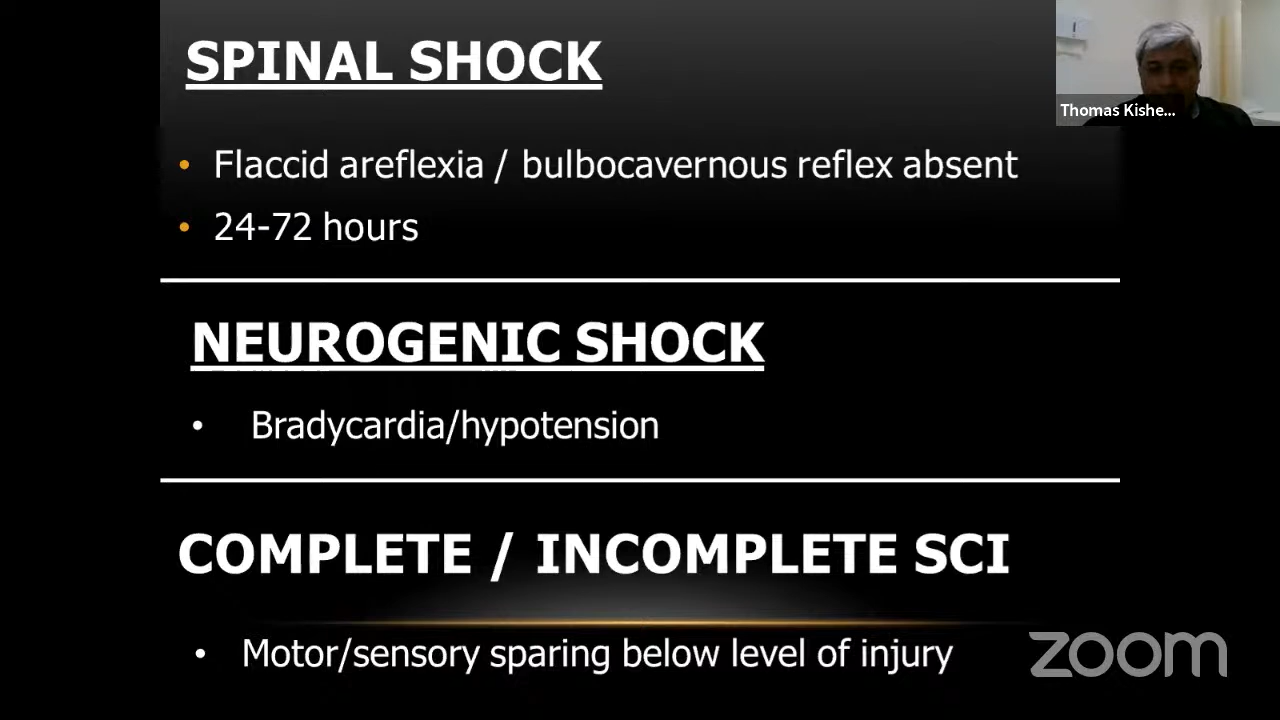 SPINAL SHOCK
Thomas Kishe...
• Flaccid areflexia / bulbocavernous reflex absent
• 24-72 hours
NEUROGENIC SHOCK
• Bradycardia/hypotension
COMPLETE / INCOMPLETE SCI
• Motor/sensory sparing below level of injury
zoom